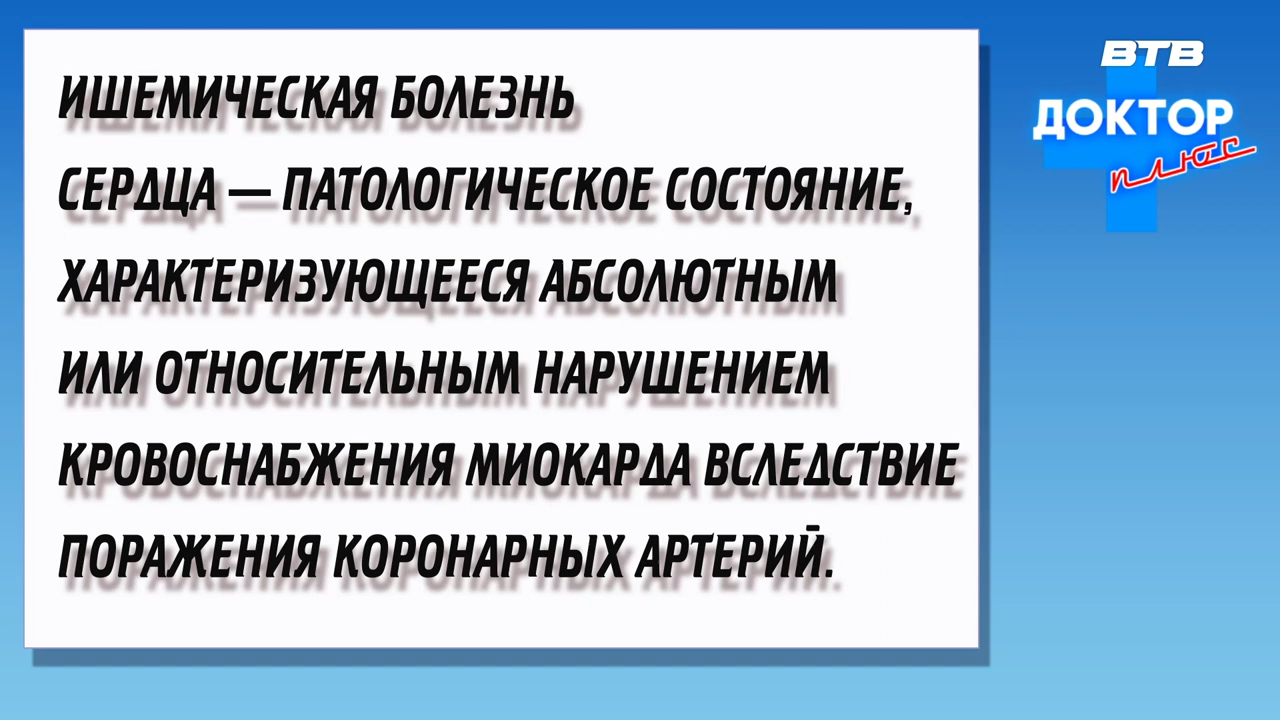 ИШЕМИЧЕСКАЯ БОЛЕЗНЬ
СЕРДЦА — ПАТОЛОГИЧЕСКОЕ СОСТОЯНИЕ,
ХАРАКТЕРИЗУЮЩЕЕСЯ АБСОЛЮТНЫМ
ИЛИ ОТНОСИТЕЛЬНЫМ НАРУШЕНИЕМ
КРОВОСНАБЖЕНИЯ МИОКАРДА ВСЛЕДСТВИЕ
ПОРАЖЕНИЯ КОРОНАРНЫХ АРТЕРИЙ.
ВТВ
ДОКТОР
плюс